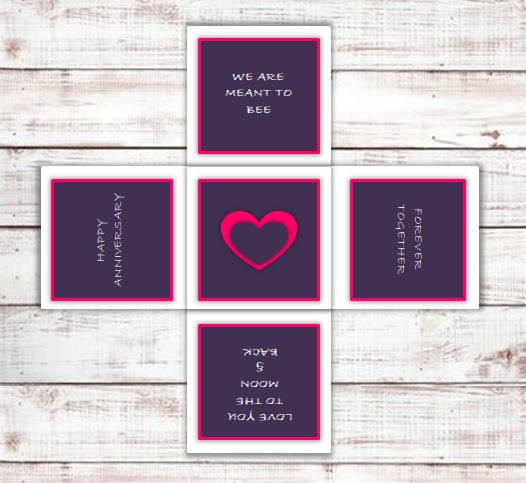 WE ARE
MEANT TO
BEE
HAPPY
ANNIVERSARY
FOREVER
TOGETHER
LOVE YOU
TO THE
MOON
&
BACK